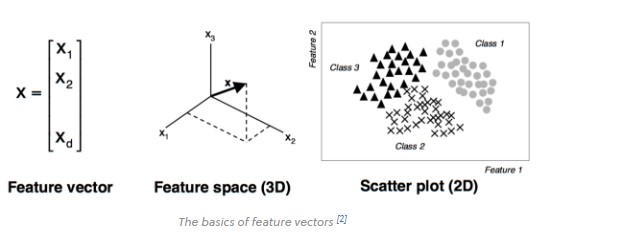 X =
X1
X2
Xd
Feature vector
X3
X
X1
X2
Feature space (3D)
Feature 2
Class 1
Class 3
Class 2
Feature 1
Scatter plot (2D)
The basics of feature vectors [2]